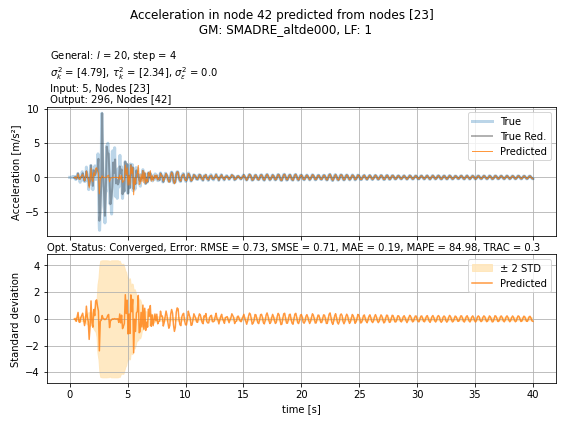 Acceleration in node 42 predicted from nodes [23]
GM: SMADRE_altde000, LF: 1
General: l = 20, step = 4
σ²ₖ = [4.79], τ²ₖ = [2.34], σ²ε = 0.0
Input: 5, Nodes [23]
Output: 296, Nodes [42]
Acceleration [m/s²]
10
5
0
−5
True
True Red.
Predicted
Opt. Status: Converged, Error: RMSE = 0.73, SMSE = 0.71, MAE = 0.19, MAPE = 84.98, TRAC = 0.3
Standard deviation
4
2
0
−2
−4
± 2 STD
Predicted
0 5 10 15 20 25 30 35 40
time [s]